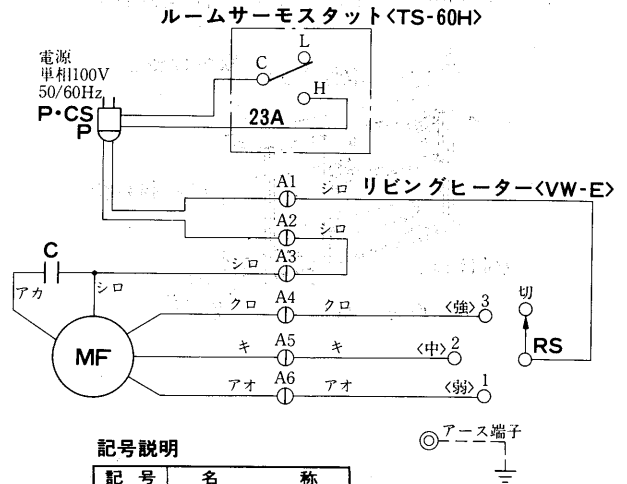 ルームサーモスタット〈TS-60H〉
L
C
H
電源
単相100V
50/60Hz
P・CS
P
23A
A1
シロ
リビングヒーター〈VW-E〉
A2
シロ
C
シロ
A3
アカ
シロ
クロ
A4
クロ
〈強〉3
切
MF
キ
A5
キ
〈中〉2
RS
アオ
A6
アオ
〈弱〉1
アース端子
記号説明
記 号 名 称